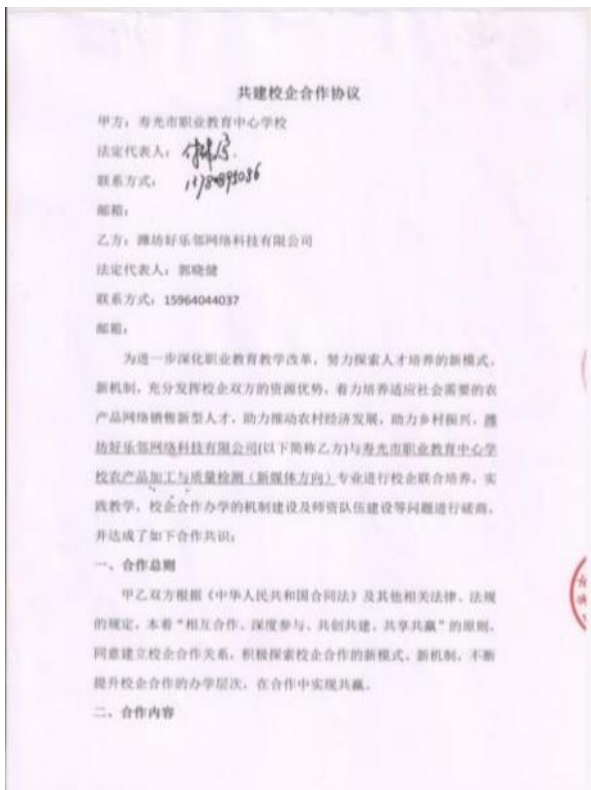 共建校企合作协议
甲方：寿光市职业教育中心学校
法定代表人：
联系方式：
邮箱：
乙方：潍坊好乐邻网络科技有限公司
法定代表人：郭晓健
联系方式：15964044037
邮箱：
为进一步深化职业教育教学改革，努力探索人才培养的新模式、
新机制，充分发挥校企双方的资源优势，着力培养适应社会需要的农
产品网络销售新型人才，助力推动农村经济发展，助力乡村振兴，潍
坊好乐邻网络科技有限公司(以下简称乙方)与寿光市职业教育中心学
校农产品加工与质量检测（新媒体方向）专业进行校企联合培养、实
践教学、校企合作办学的机制建设及师资队伍建设等问题进行磋商，
并达成了如下合作共识：
一、合作总则
甲乙双方根据《中华人民共和国合同法》及其他相关法律、法规
的规定，本着“相互合作、深度参与、共创共建、共享共赢”的原则，
同意建立校企合作关系，积极探索校企合作的新模式、新机制，不断
提升校企合作的办学层次，在合作中实现共赢。
二、合作内容